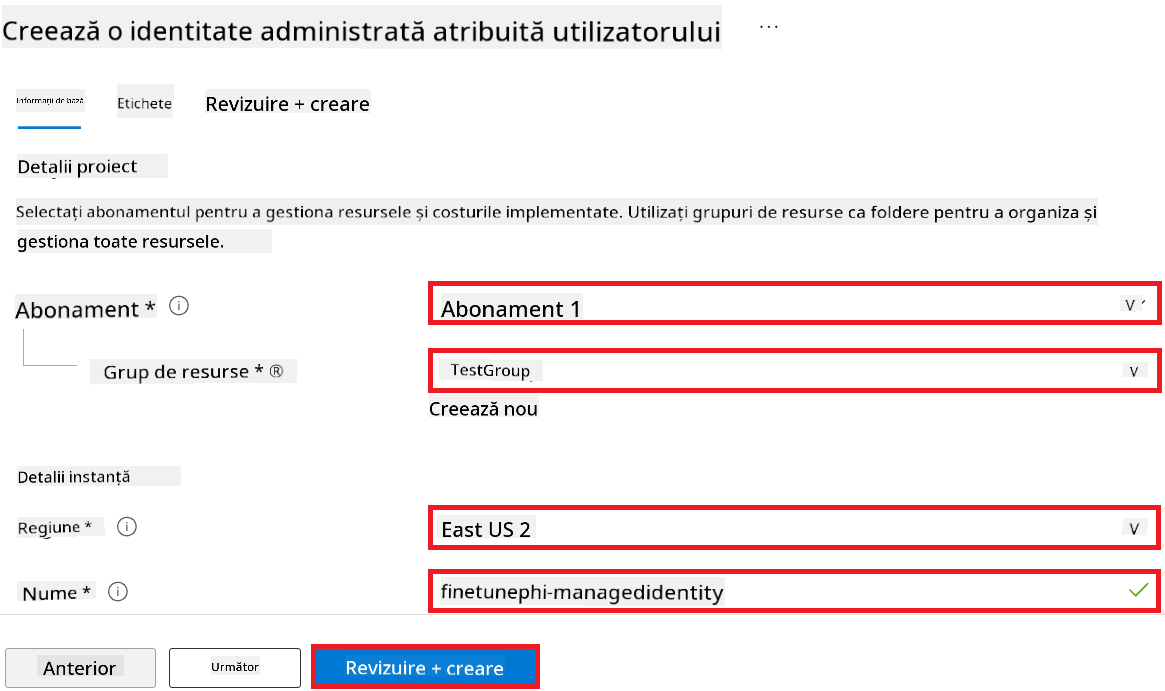 Creează o identitate administrată atribuită utilizatorului ...
Informații de bază Etichete Revizuire + creare
Detalii proiect
Selectați abonamentul pentru a gestiona resursele și costurile implementate. Utilizați grupuri de resurse ca foldere pentru a organiza și
gestiona toate resursele.
Abonament * Abonament 1
Grup de resurse * ® TestGroup
Creează nou
Detalii instanță
Regiune * East US 2
Nume * finetunephi-managedidentity
Anterior Următor Revizuire + creare